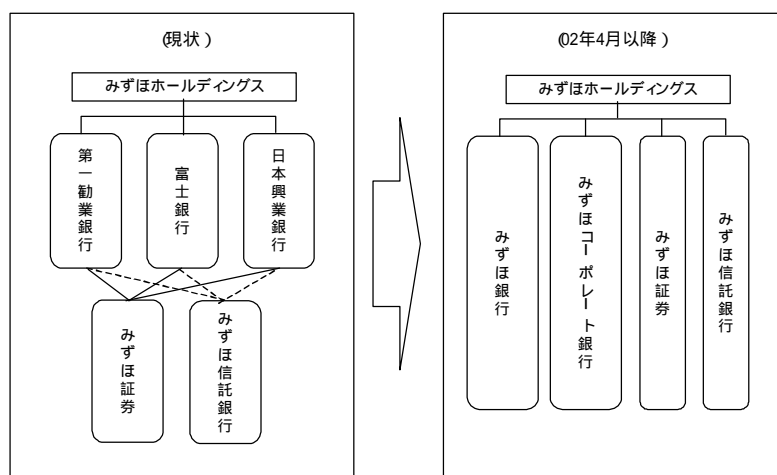 (現状)
みずほホールディングス
第一勧業銀行
富士銀行
日本興業銀行
みずほ証券
みずほ信託銀行
(02年4月以降)
みずほホールディングス
みずほ銀行
みずほコーポレート銀行
みずほ証券
みずほ信託銀行